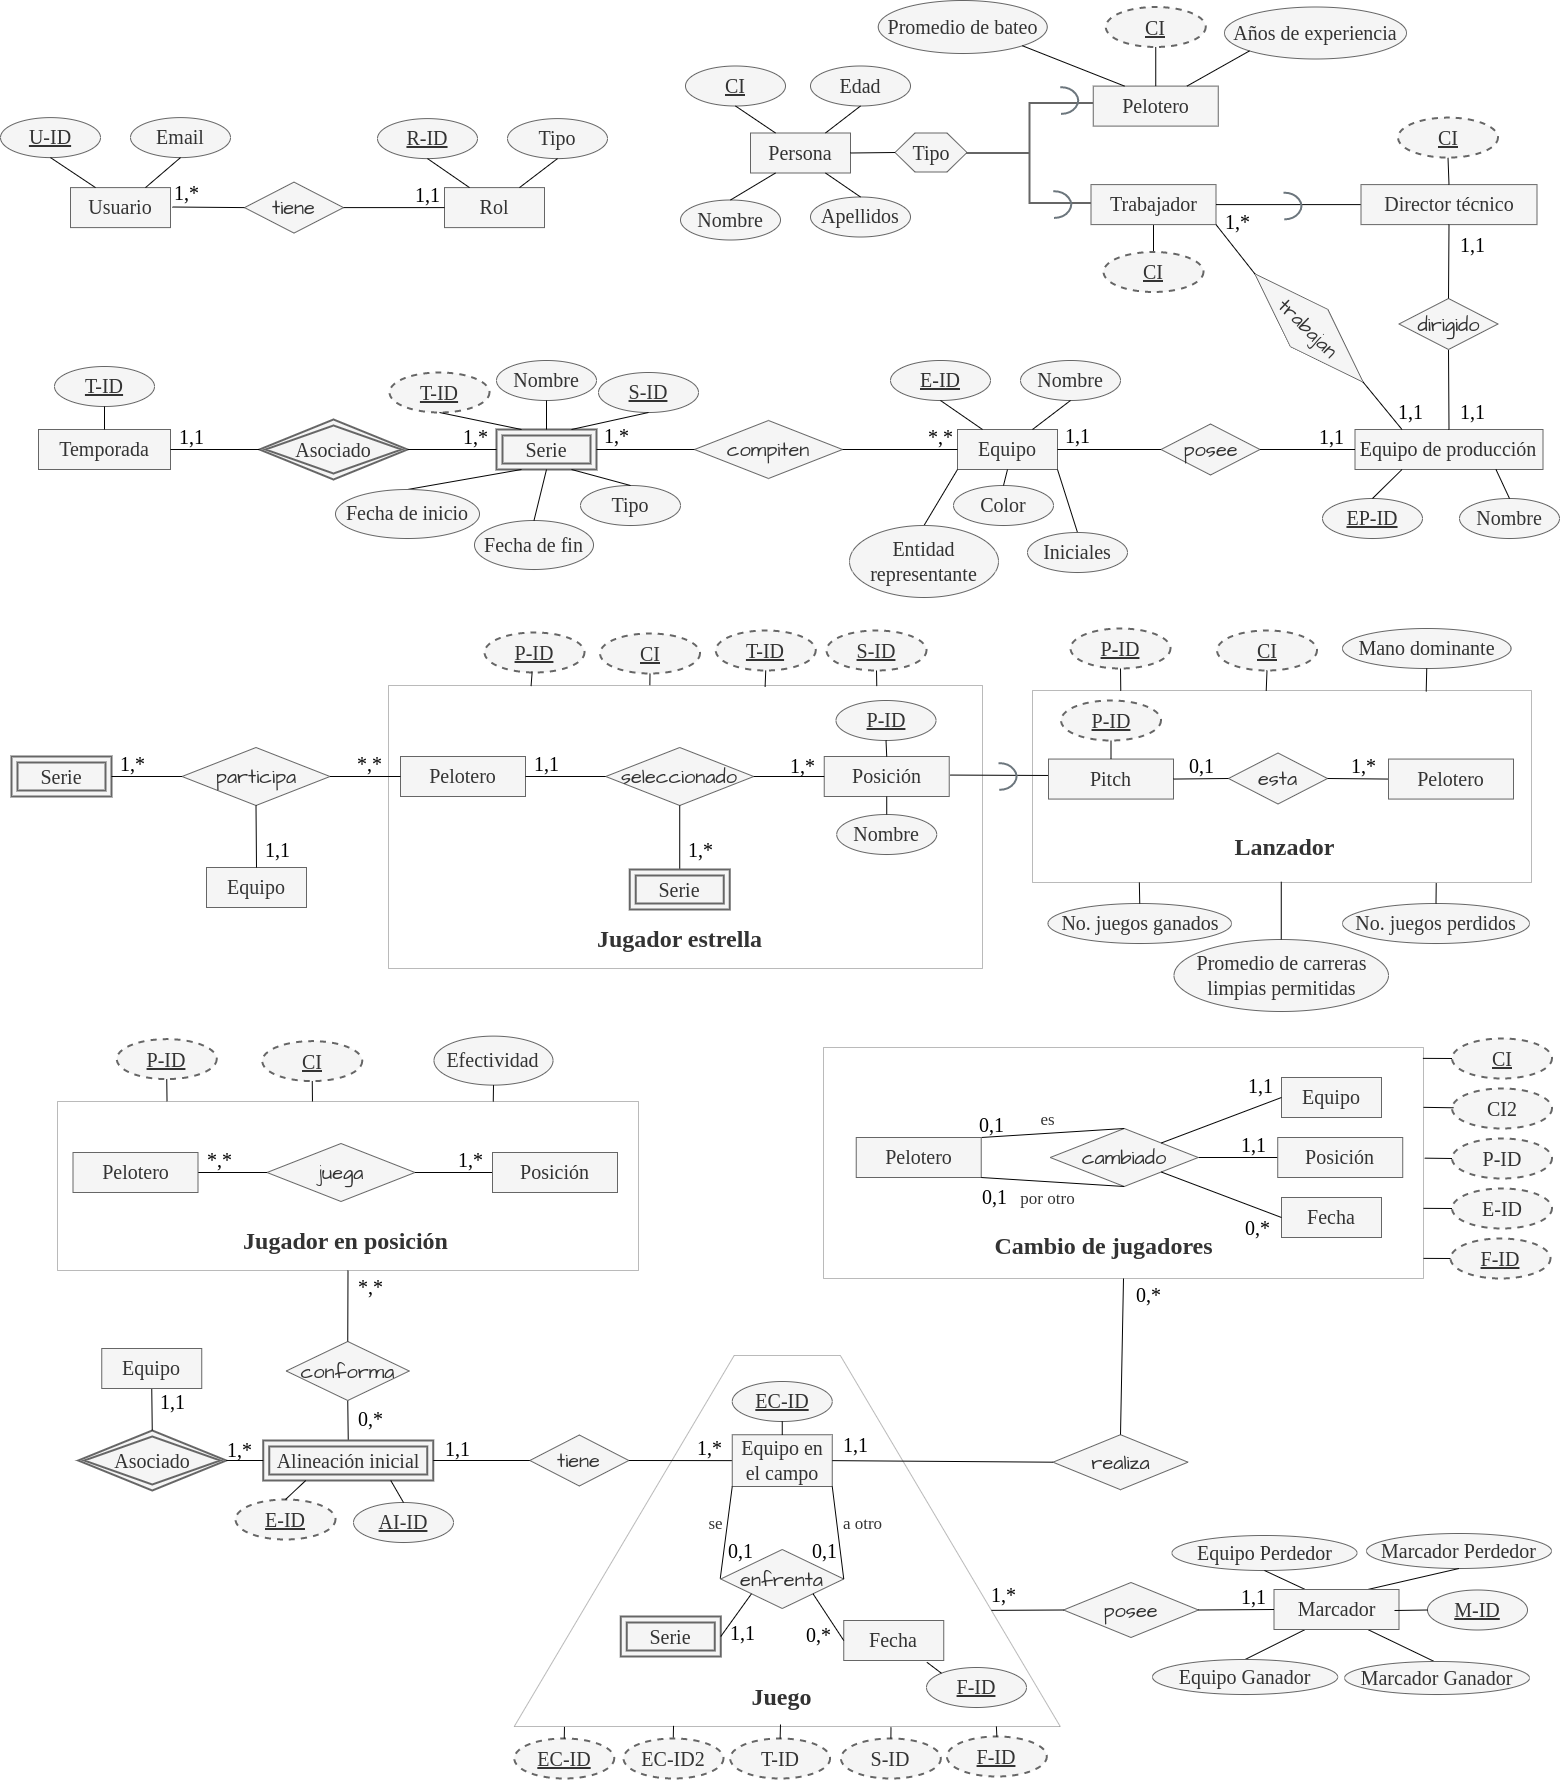 Promedio de bateo
CI
Años de experiencia
CI
Edad
Pelotero
U-ID
Email
R-ID
Tipo
Persona
Tipo
CI
Usuario
1,*
tiene
1,1
Rol
Nombre
Apellidos
Trabajador
1,*
Director técnico
1,1
CI
trabajan
dirigido
T-ID
T-ID
Nombre
S-ID
E-ID
Nombre
1,1
1,1
Temporada
1,1
Asociado
1,*
Serie
1,*
compiten
*,*
Equipo
1,1
posee
1,1
Equipo de producción
Fecha de inicio
Fecha de fin
Tipo
Color
Entidad
representante
Iniciales
EP-ID
Nombre
P-ID
CI
T-ID
S-ID
P-ID
CI
Mano dominante
P-ID
P-ID
Serie
1,*
participa
*,*
Pelotero
1,1
seleccionado
1,*
Posición
Pitch
0,1
esta
1,*
Pelotero
Nombre
1,1
1,*
Equipo
Serie
Lanzador
Jugador estrella
No. juegos ganados
No. juegos perdidos
Promedio de carreras
limpias permitidas
P-ID
CI
Efectividad
CI
1,1
Equipo
CI2
0,1
es
Pelotero
*,*
juega
1,*
Posición
Pelotero
cambiado
1,1
Posición
P-ID
0,1
por otro
0,*
Fecha
E-ID
Jugador en posición
Cambio de jugadores
F-ID
*,*
0,*
Equipo
conforma
1,1
0,*
EC-ID
Asociado
1,*
Alineación inicial
1,1
tiene
1,*
Equipo en
el campo
1,1
realiza
E-ID
AI-ID
se
a otro
0,1
0,1
enfrenta
Equipo Perdedor
Marcador Perdedor
1,*
posee
1,1
Marcador
M-ID
Serie
1,1
0,*
Fecha
Equipo Ganador
Marcador Ganador
F-ID
Juego
EC-ID
EC-ID2
T-ID
S-ID
F-ID